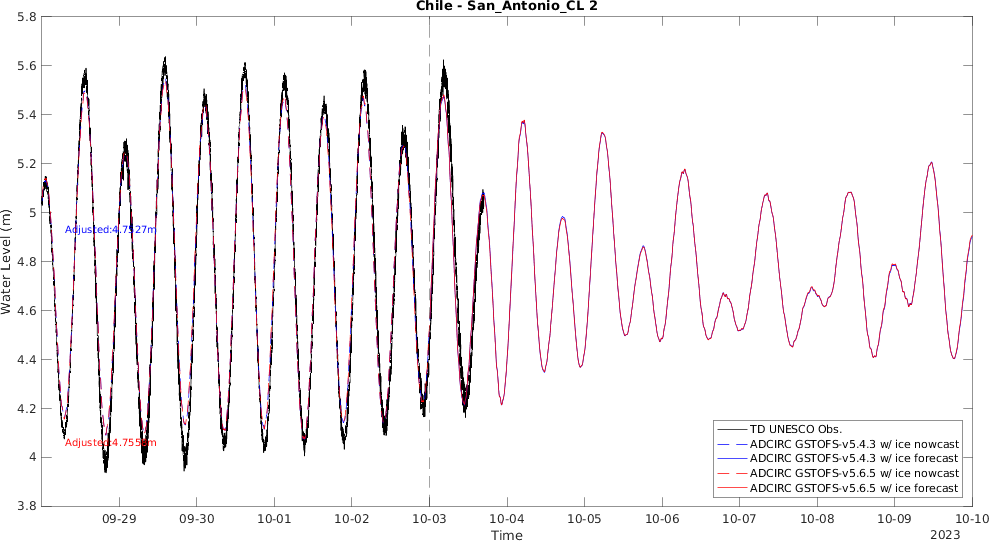 Chile - San_Antonio_CL 2
5.8
5.6
5.4
5.2
5
4.8
4.6
4.4
4.2
4
3.8
Water Level (m)
Adjusted:4.7527m
TD UNESCO Obs.
ADCIRC GSTOFS-v5.4.3 w/ ice nowcast
ADCIRC GSTOFS-v5.4.3 w/ ice forecast
ADCIRC GSTOFS-v5.6.5 w/ ice nowcast
ADCIRC GSTOFS-v5.6.5 w/ ice forecast
09-29 09-30 10-01 10-02 10-03 10-04 10-05 10-06 10-07 10-08 10-09 10-10
Time
2023